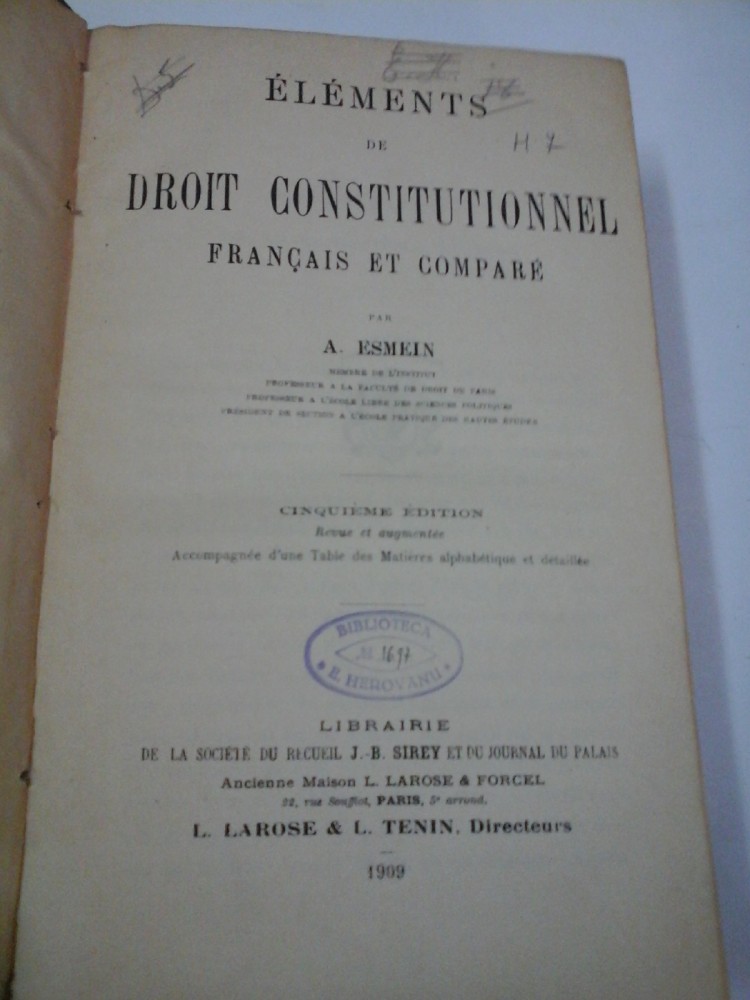 ÉLÉMENTS
DE
H 7
DROIT CONSTITUTIONNEL
FRANÇAIS ET COMPARÉ
PAR
A. ESMEIN
MEMBRE DE L'INSTITUT
PROFESSEUR A LA FACULTÉ DE DROIT DE PARIS
PROFESSEUR A L'ÉCOLE LIBRE DES SCIENCES POLITIQUES
PRÉSIDENT DE SECTION A L'ÉCOLE PRATIQUE DES HAUTES ÉTUDES
CINQUIÈME ÉDITION
Revue et augmentée
Accompagnée d'une Table des Matières alphabétique et détaillée
BIBLIOTECA
1697
E. HEROVANU
LIBRAIRIE
DE LA SOCIÉTÉ DU RECUEIL J.-B. SIREY ET DU JOURNAL DU PALAIS
Ancienne Maison L. LAROSE & FORCEL
22, rue Soufflot, PARIS, 5e arrond.
L. LAROSE & L. TENIN, Directeurs
1909